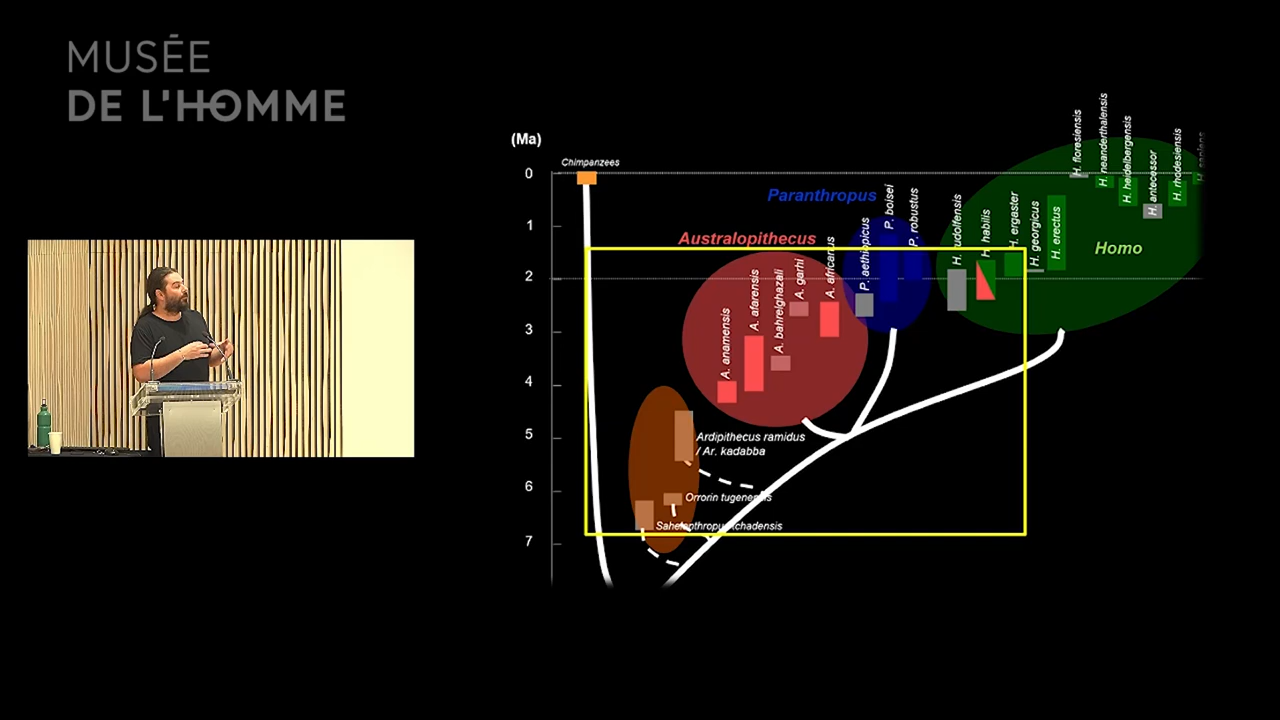 MUSÉE
DE L'HOMME
(Ma)
Chimpanzees
0
1
2
3
4
5
6
7
Paranthropus
Australopithecus
Homo
A. anamensis
A. afarensis
A. bahrelghazali
A. garhi
A. africanus
P. aethiopicus
P. boisei
P. robustus
H. rudolfensis
H. habilis
H. ergaster
H. georgicus
H. erectus
H. floresiensis
H. neanderthalensis
H. heidelbergensis
H. antecessor
H. rhodesiensis
H. sapiens
Ardipithecus ramidus
/ Ar. kadabba
Orrorin tugenensis
Sahelanthropus tchadensis